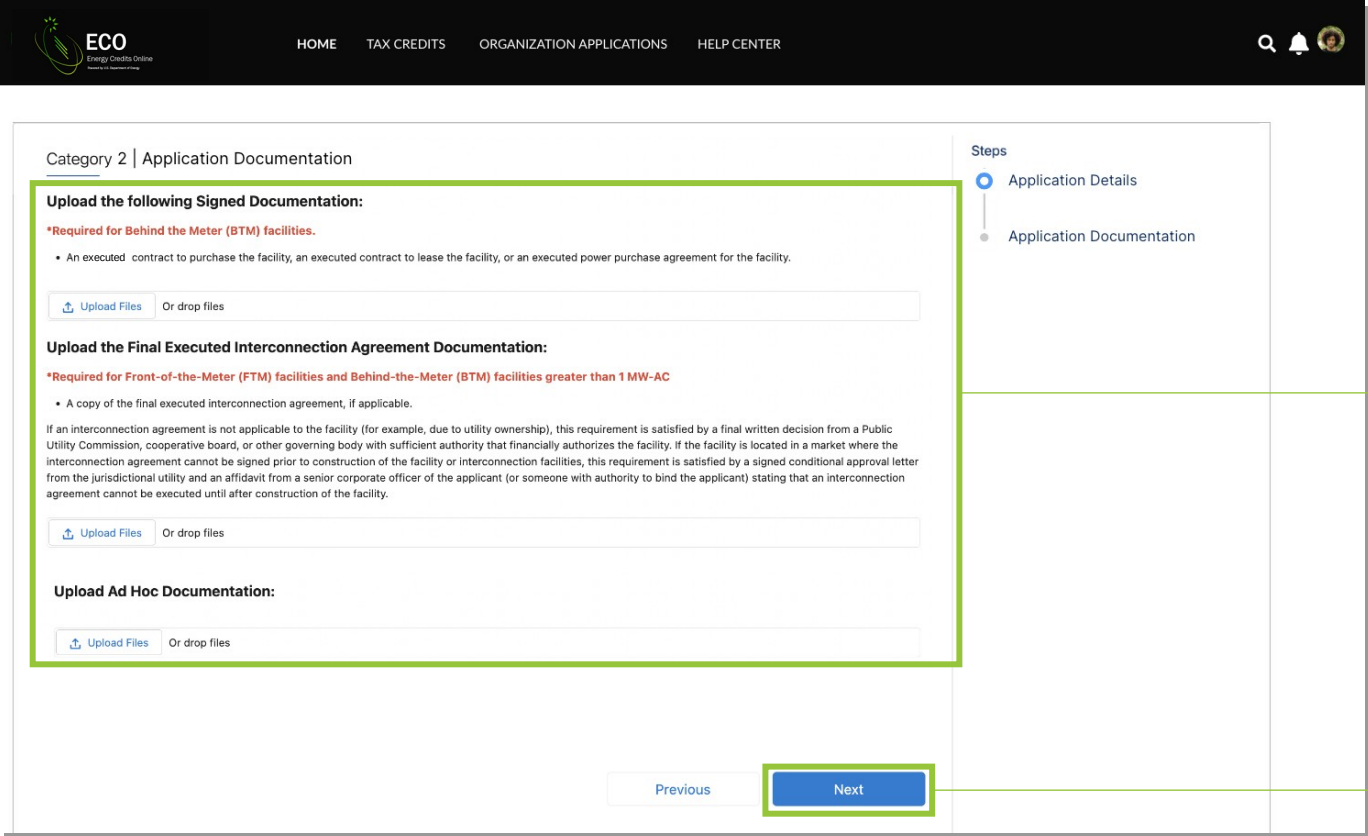 ECO
Energy Credits Online
Powered by U.S. Department of Energy
HOME TAX CREDITS ORGANIZATION APPLICATIONS HELP CENTER
Category 2 | Application Documentation
Upload the following Signed Documentation:
*Required for Behind the Meter (BTM) facilities.
• An executed contract to purchase the facility, an executed contract to lease the facility, or an executed power purchase agreement for the facility.
Upload Files Or drop files
Upload the Final Executed Interconnection Agreement Documentation:
*Required for Front-of-the-Meter (FTM) facilities and Behind-the-Meter (BTM) facilities greater than 1 MW-AC
• A copy of the final executed interconnection agreement, if applicable.
If an interconnection agreement is not applicable to the facility (for example, due to utility ownership), this requirement is satisfied by a final written decision from a Public
Utility Commission, cooperative board, or other governing body with sufficient authority that financially authorizes the facility. If the facility is located in a market where the
interconnection agreement cannot be signed prior to construction of the facility or interconnection facilities, this requirement is satisfied by a signed conditional approval letter
from the jurisdictional utility and an affidavit from a senior corporate officer of the applicant (or someone with authority to bind the applicant) stating that an interconnection
agreement cannot be executed until after construction of the facility.
Upload Files Or drop files
Upload Ad Hoc Documentation:
Upload Files Or drop files
Previous Next
Steps
Application Details
Application Documentation